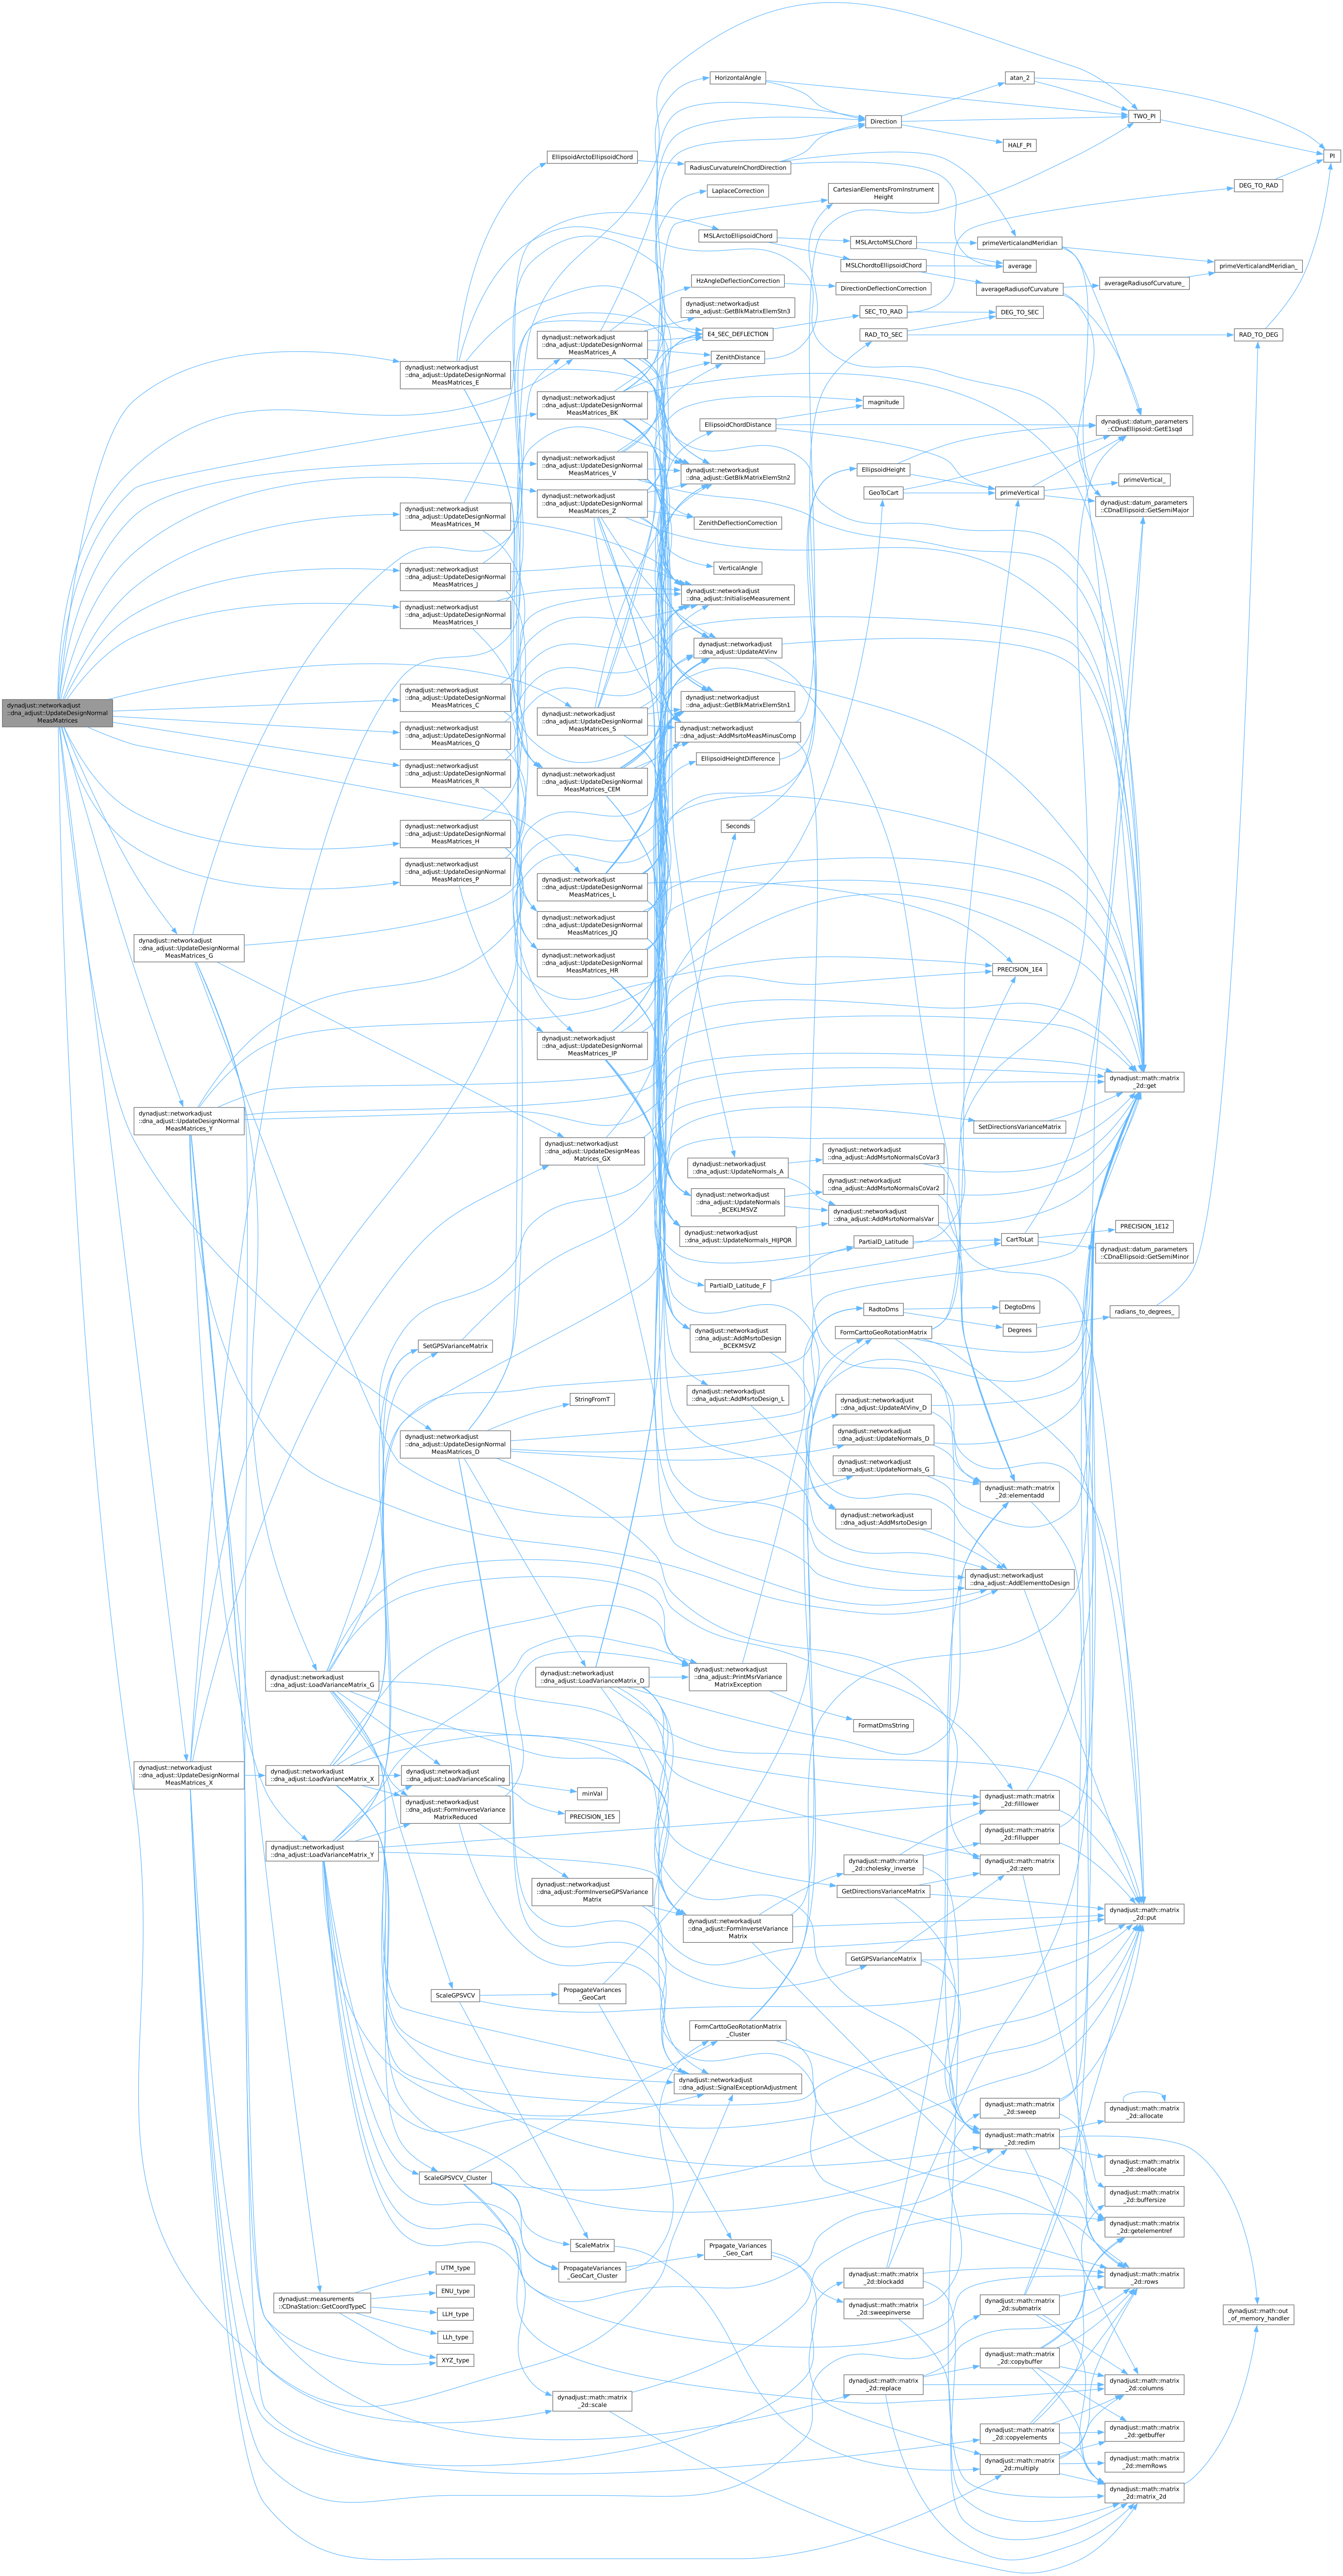 dynadjust::networkadjust
::dna_adjust::UpdateDesignNormal
MeasMatrices
dynadjust::networkadjust
::dna_adjust::UpdateDesignNormal
MeasMatrices_G
dynadjust::networkadjust
::dna_adjust::UpdateDesignNormal
MeasMatrices_Y
dynadjust::networkadjust
::dna_adjust::UpdateDesignNormal
MeasMatrices_X
dynadjust::networkadjust
::dna_adjust::LoadVarianceMatrix_G
dynadjust::networkadjust
::dna_adjust::LoadVarianceMatrix_X
dynadjust::networkadjust
::dna_adjust::LoadVarianceMatrix_Y
dynadjust::measurements
::CDnaStation::GetCoordTypeC
dynadjust::networkadjust
::dna_adjust::UpdateDesignNormal
MeasMatrices_E
dynadjust::networkadjust
::dna_adjust::UpdateDesignNormal
MeasMatrices_M
dynadjust::networkadjust
::dna_adjust::UpdateDesignNormal
MeasMatrices_J
dynadjust::networkadjust
::dna_adjust::UpdateDesignNormal
MeasMatrices_I
dynadjust::networkadjust
::dna_adjust::UpdateDesignNormal
MeasMatrices_C
dynadjust::networkadjust
::dna_adjust::UpdateDesignNormal
MeasMatrices_Q
dynadjust::networkadjust
::dna_adjust::UpdateDesignNormal
MeasMatrices_R
dynadjust::networkadjust
::dna_adjust::UpdateDesignNormal
MeasMatrices_H
dynadjust::networkadjust
::dna_adjust::UpdateDesignNormal
MeasMatrices_P
SetGPSVarianceMatrix
dynadjust::networkadjust
::dna_adjust::UpdateDesignNormal
MeasMatrices_D
dynadjust::networkadjust
::dna_adjust::LoadVarianceScaling
dynadjust::networkadjust
::dna_adjust::FormInverseVariance
MatrixReduced
ScaleGPSVCV
ScaleGPSVCV_Cluster
UTM_type
ENU_type
LLH_type
LLh_type
XYZ_type
EllipsoidArctoEllipsoidChord
dynadjust::networkadjust
::dna_adjust::UpdateDesignNormal
MeasMatrices_A
dynadjust::networkadjust
::dna_adjust::UpdateDesignNormal
MeasMatrices_BK
dynadjust::networkadjust
::dna_adjust::UpdateDesignNormal
MeasMatrices_V
dynadjust::networkadjust
::dna_adjust::UpdateDesignNormal
MeasMatrices_Z
dynadjust::networkadjust
::dna_adjust::UpdateDesignNormal
MeasMatrices_S
dynadjust::networkadjust
::dna_adjust::UpdateDesignNormal
MeasMatrices_CEM
dynadjust::networkadjust
::dna_adjust::UpdateDesignNormal
MeasMatrices_L
dynadjust::networkadjust
::dna_adjust::UpdateDesignNormal
MeasMatrices_JQ
dynadjust::networkadjust
::dna_adjust::UpdateDesignNormal
MeasMatrices_HR
dynadjust::networkadjust
::dna_adjust::UpdateDesignNormal
MeasMatrices_IP
dynadjust::networkadjust
::dna_adjust::UpdateDesignMeas
Matrices_GX
StringFromT
dynadjust::networkadjust
::dna_adjust::LoadVarianceMatrix_D
minVal
PRECISION_1E5
dynadjust::networkadjust
::dna_adjust::FormInverseGPSVariance
Matrix
PropagateVariances
_GeoCart
ScaleMatrix
PropagateVariances
_GeoCart_Cluster
dynadjust::math::matrix
_2d::scale
HorizontalAngle
RadiusCurvatureInChordDirection
LaplaceCorrection
MSLArctoEllipsoidChord
HzAngleDeflectionCorrection
dynadjust::networkadjust
::dna_adjust::GetBlkMatrixElemStn3
E4_SEC_DEFLECTION
ZenithDistance
EllipsoidChordDistance
dynadjust::networkadjust
::dna_adjust::GetBlkMatrixElemStn2
ZenithDeflectionCorrection
VerticalAngle
dynadjust::networkadjust
::dna_adjust::InitialiseMeasurement
dynadjust::networkadjust
::dna_adjust::UpdateAtVinv
dynadjust::networkadjust
::dna_adjust::GetBlkMatrixElemStn1
dynadjust::networkadjust
::dna_adjust::AddMsrtoMeasMinusComp
EllipsoidHeightDifference
Seconds
dynadjust::networkadjust
::dna_adjust::UpdateNormals_A
dynadjust::networkadjust
::dna_adjust::UpdateNormals
_BCEKLMSVZ
dynadjust::networkadjust
::dna_adjust::UpdateNormals_HIJPQR
PartialD_Latitude_F
dynadjust::networkadjust
::dna_adjust::AddMsrtoDesign
_BCEKMSVZ
dynadjust::networkadjust
::dna_adjust::AddMsrtoDesign_L
dynadjust::networkadjust
::dna_adjust::PrintMsrVariance
MatrixException
dynadjust::networkadjust
::dna_adjust::FormInverseVariance
Matrix
FormCarttoGeoRotationMatrix
_Cluster
dynadjust::networkadjust
::dna_adjust::SignalExceptionAdjustment
Prpagate_Variances
_Geo_Cart
Direction
CartesianElementsFromInstrument
Height
MSLArctoMSLChord
MSLChordtoEllipsoidChord
DirectionDeflectionCorrection
SEC_TO_RAD
RAD_TO_SEC
magnitude
EllipsoidHeight
GeoToCart
dynadjust::networkadjust
::dna_adjust::AddMsrtoNormalsCoVar3
dynadjust::networkadjust
::dna_adjust::AddMsrtoNormalsCoVar2
dynadjust::networkadjust
::dna_adjust::AddMsrtoNormalsVar
PartialD_Latitude
RadtoDms
FormCarttoGeoRotationMatrix
dynadjust::networkadjust
::dna_adjust::UpdateAtVinv_D
dynadjust::networkadjust
::dna_adjust::UpdateNormals_D
dynadjust::networkadjust
::dna_adjust::UpdateNormals_G
dynadjust::networkadjust
::dna_adjust::AddMsrtoDesign
FormatDmsString
dynadjust::math::matrix
_2d::cholesky_inverse
GetDirectionsVarianceMatrix
GetGPSVarianceMatrix
dynadjust::math::matrix
_2d::blockadd
dynadjust::math::matrix
_2d::sweepinverse
dynadjust::math::matrix
_2d::replace
atan_2
HALF_PI
primeVerticalandMeridian
average
averageRadiusofCurvature
DEG_TO_SEC
primeVertical
PRECISION_1E4
SetDirectionsVarianceMatrix
CartToLat
DegtoDms
Degrees
dynadjust::math::matrix
_2d::elementadd
dynadjust::networkadjust
::dna_adjust::AddElementtoDesign
dynadjust::math::matrix
_2d::filllower
dynadjust::math::matrix
_2d::fillupper
dynadjust::math::matrix
_2d::zero
dynadjust::math::matrix
_2d::sweep
dynadjust::math::matrix
_2d::redim
dynadjust::math::matrix
_2d::submatrix
dynadjust::math::matrix
_2d::copybuffer
dynadjust::math::matrix
_2d::copyelements
dynadjust::math::matrix
_2d::multiply
TWO_PI
averageRadiusofCurvature_
dynadjust::datum_parameters
::CDnaEllipsoid::GetE1sqd
primeVertical_
dynadjust::datum_parameters
::CDnaEllipsoid::GetSemiMajor
dynadjust::math::matrix
_2d::get
PRECISION_1E12
dynadjust::datum_parameters
::CDnaEllipsoid::GetSemiMinor
radians_to_degrees_
dynadjust::math::matrix
_2d::put
dynadjust::math::matrix
_2d::allocate
dynadjust::math::matrix
_2d::deallocate
dynadjust::math::matrix
_2d::buffersize
dynadjust::math::matrix
_2d::getelementref
dynadjust::math::matrix
_2d::rows
dynadjust::math::matrix
_2d::columns
dynadjust::math::matrix
_2d::getbuffer
dynadjust::math::matrix
_2d::memRows
dynadjust::math::matrix
_2d::matrix_2d
DEG_TO_RAD
primeVerticalandMeridian_
RAD_TO_DEG
dynadjust::math::out
_of_memory_handler
PI